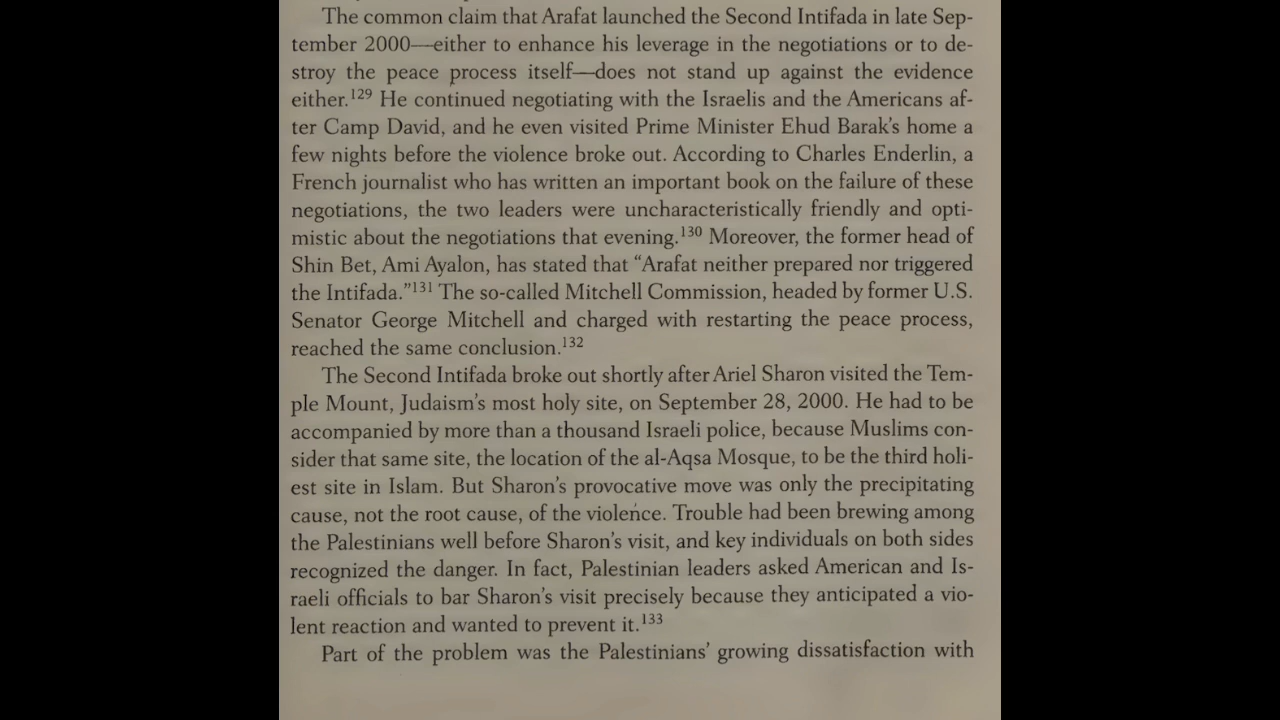 The common claim that Arafat launched the Second Intifada in late Sep-
tember 2000—either to enhance his leverage in the negotiations or to de-
stroy the peace process itself—does not stand up against the evidence
either.129 He continued negotiating with the Israelis and the Americans af-
ter Camp David, and he even visited Prime Minister Ehud Barak's home a
few nights before the violence broke out. According to Charles Enderlin, a
French journalist who has written an important book on the failure of these
negotiations, the two leaders were uncharacteristically friendly and opti-
mistic about the negotiations that evening.130 Moreover, the former head of
Shin Bet, Ami Ayalon, has stated that “Arafat neither prepared nor triggered
the Intifada.”131 The so-called Mitchell Commission, headed by former U.S.
Senator George Mitchell and charged with restarting the peace process,
reached the same conclusion.132
The Second Intifada broke out shortly after Ariel Sharon visited the Tem-
ple Mount, Judaism's most holy site, on September 28, 2000. He had to be
accompanied by more than a thousand Israeli police, because Muslims con-
sider that same site, the location of the al-Aqsa Mosque, to be the third holi-
est site in Islam. But Sharon's provocative move was only the precipitating
cause, not the root cause, of the violence. Trouble had been brewing among
the Palestinians well before Sharon's visit, and key individuals on both sides
recognized the danger. In fact, Palestinian leaders asked American and Is-
raeli officials to bar Sharon's visit precisely because they anticipated a vio-
lent reaction and wanted to prevent it.133
Part of the problem was the Palestinians' growing dissatisfaction with